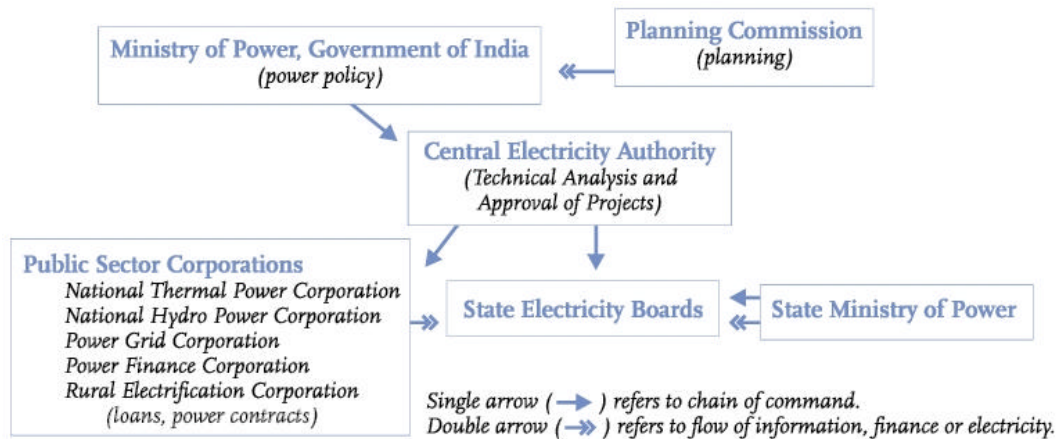 Planning Commission
(planning)
Ministry of Power, Government of India
(power policy)
Central Electricity Authority
(Technical Analysis and
Approval of Projects)
Public Sector Corporations
National Thermal Power Corporation
National Hydro Power Corporation
Power Grid Corporation
Power Finance Corporation
Rural Electrification Corporation
(loans, power contracts)
State Electricity Boards
State Ministry of Power
Single arrow (→) refers to chain of command.
Double arrow (↠) refers to flow of information, finance or electricity.